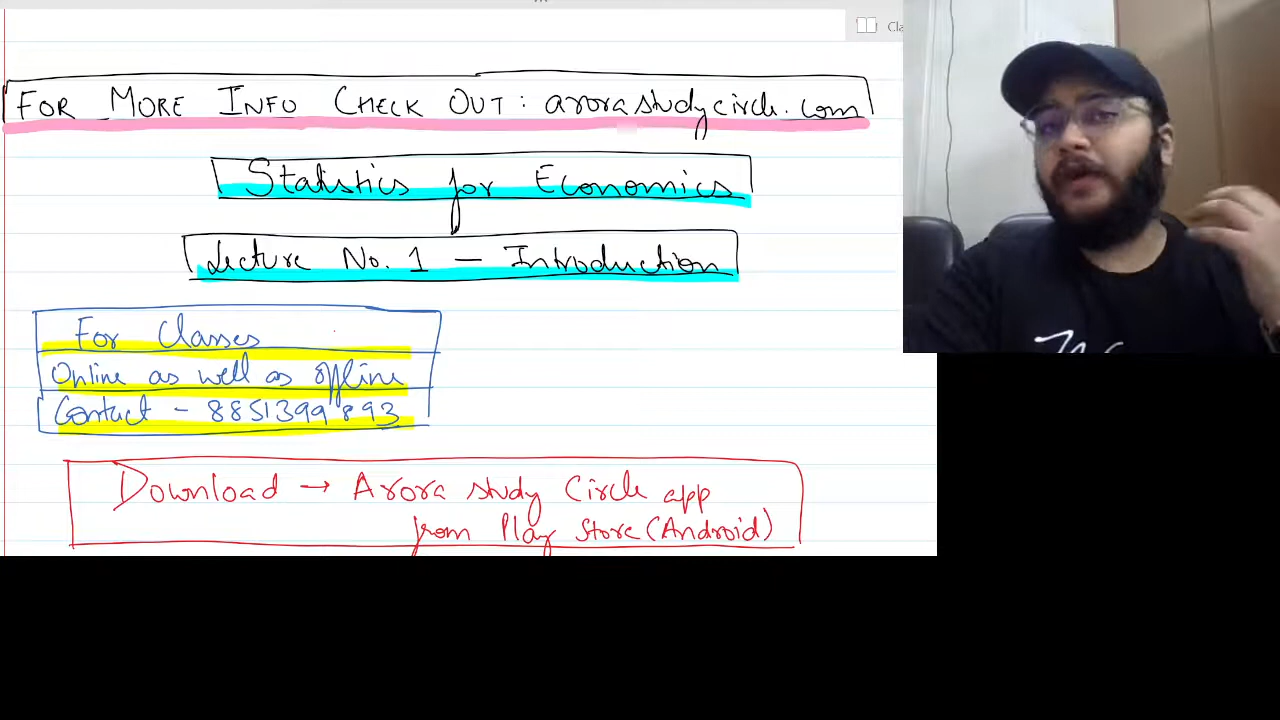 FOR MORE INFO CHECK OUT: arorastudycircle.com
Statistics for Economics
Lecture No. 1 — Introduction
For Classes
Online as well as offline
Contact - 8851399893
Download → Arora study Circle app
from Play Store (Android)